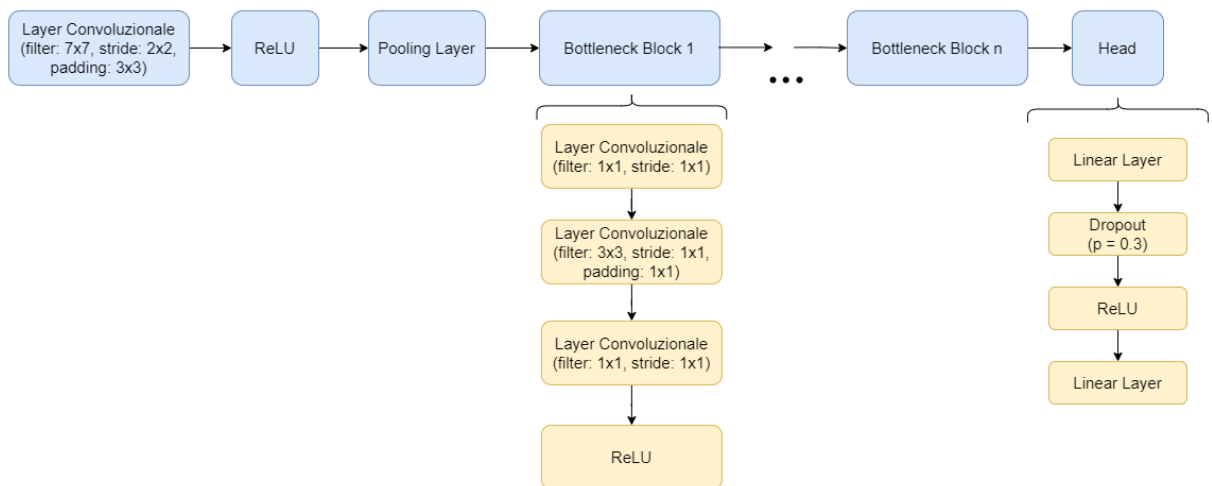 Layer Convoluzionale
(filter: 7x7, stride: 2x2,
padding: 3x3)
ReLU
Pooling Layer
Bottleneck Block 1
...
Bottleneck Block n
Head
Layer Convoluzionale
(filter: 1x1, stride: 1x1)
Layer Convoluzionale
(filter: 3x3, stride: 1x1,
padding: 1x1)
Layer Convoluzionale
(filter: 1x1, stride: 1x1)
ReLU
Linear Layer
Dropout
(p = 0.3)
ReLU
Linear Layer